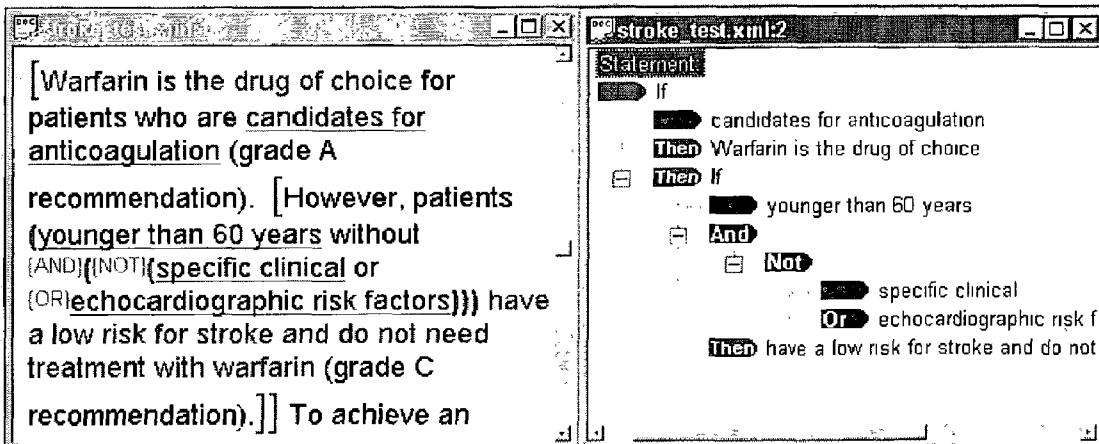 [Warfarin is the drug of choice for
patients who are candidates for
anticoagulation (grade A
recommendation). [However, patients
(younger than 60 years without
{AND}({NOT}(specific clinical or
{OR}echocardiographic risk factors))) have
a low risk for stroke and do not need
treatment with warfarin (grade C
recommendation).]] To achieve an
stroke_test.xml:2
Statement
If
candidates for anticoagulation
Then Warfarin is the drug of choice
Then If
younger than 60 years
And
Not
specific clinical
Or echocardiographic risk f
Then have a low risk for stroke and do not